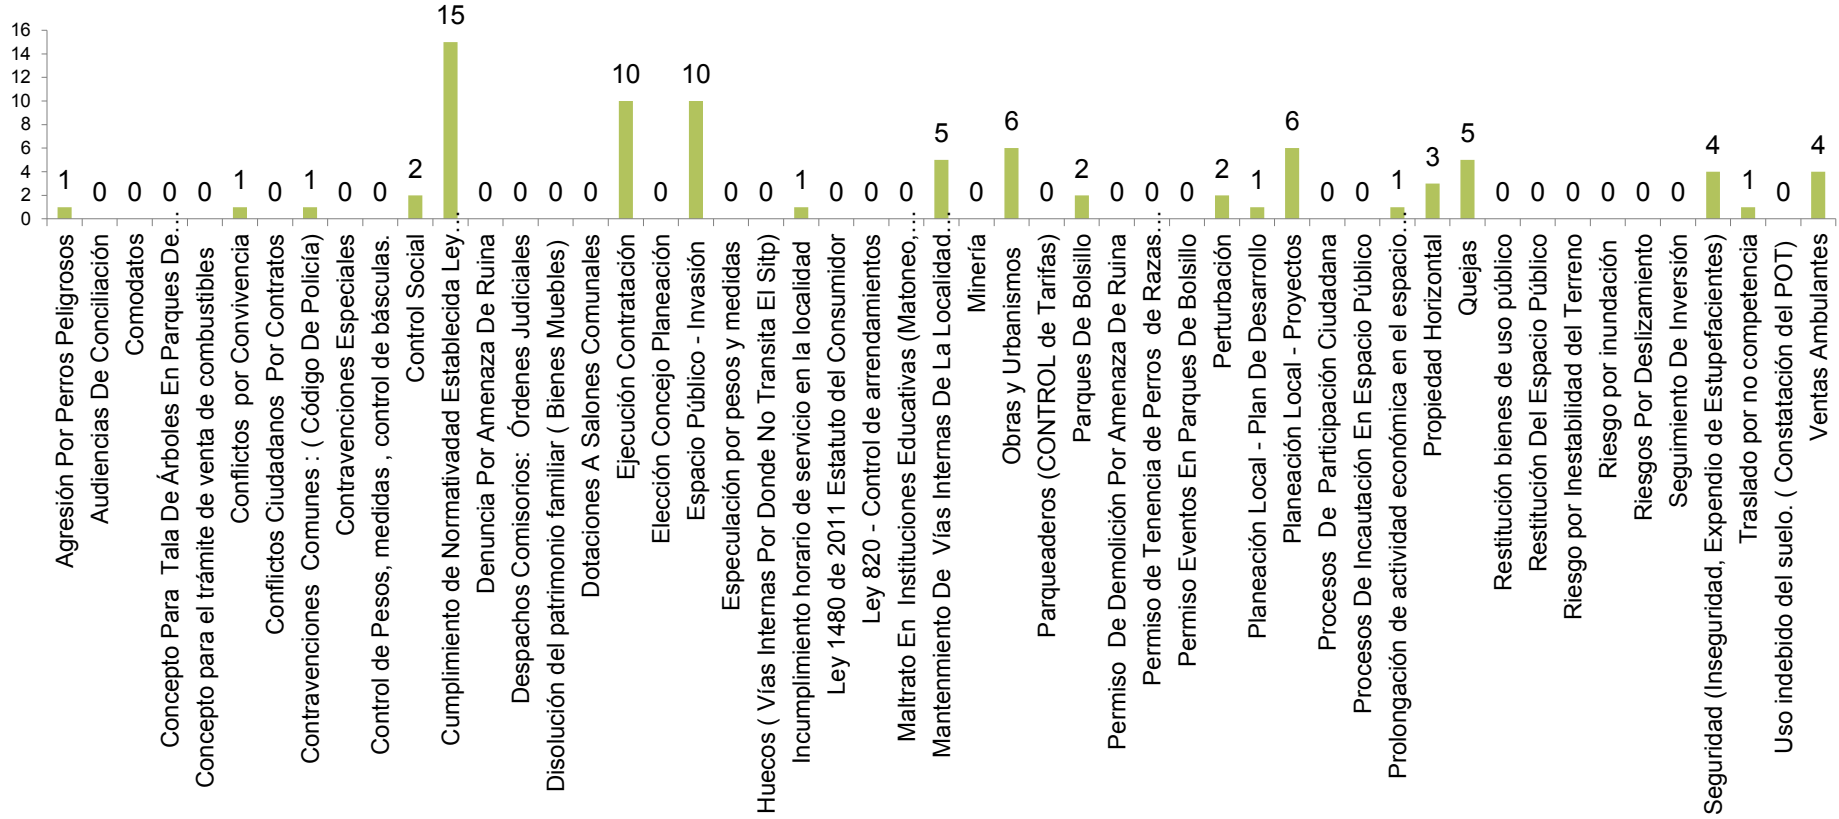 16
14
12
10
8
6
4
2
0
1
0
0
0
0
1
0
1
0
0
2
15
0
0
0
0
10
0
10
0
0
1
0
0
0
5
0
6
0
2
0
0
0
2
1
6
0
0
1
3
5
0
0
0
0
0
0
4
1
0
4
Agresión Por Perros Peligrosos
Audiencias De Conciliación
Comodatos
Concepto Para Tala De Árboles En Parques De…
Concepto para el trámite de venta de combustibles
Conflictos por Convivencia
Conflictos Ciudadanos Por Contratos
Contravenciones Comunes : ( Código De Policía)
Contravenciones Especiales
Control de Pesos, medidas , control de básculas.
Control Social
Cumplimiento de Normativadad Establecida Ley…
Denuncia Por Amenaza De Ruina
Despachos Comisorios: Órdenes Judiciales
Disolución del patrimonio familiar ( Bienes Muebles)
Dotaciones A Salones Comunales
Ejecución Contratación
Elección Concejo Planeación
Espacio Público - Invasión
Especulación por pesos y medidas
Huecos ( Vías Internas Por Donde No Transita El Sitp)
Incumplimiento horario de servicio en la localidad
Ley 1480 de 2011 Estatuto del Consumidor
Ley 820 - Control de arrendamientos
Maltrato En Instituciones Educativas (Matoneo,…
Mantenmiento De Vías Internas De La Localidad…
Minería
Obras y Urbanismos
Parqueaderos (CONTROL de Tarifas)
Parques De Bolsillo
Permiso De Demolición Por Amenaza De Ruina
Permiso de Tenencia de Perros de Razas…
Permiso Eventos En Parques De Bolsillo
Perturbación
Planeación Local - Plan De Desarrollo
Planeación Local - Proyectos
Procesos De Participación Ciudadana
Procesos De Incautación En Espacio Público
Prolongación de actividad económica en el espacio…
Propiedad Horizontal
Quejas
Restitución bienes de uso público
Restitución Del Espacio Público
Riesgo por Inestabilidad del Terreno
Riesgo por inundación
Riesgos Por Deslizamiento
Seguimiento De Inversión
Seguridad (Inseguridad, Expendio de Estupefacientes)
Traslado por no competencia
Uso indebido del suelo. ( Constatación del POT)
Ventas Ambulantes